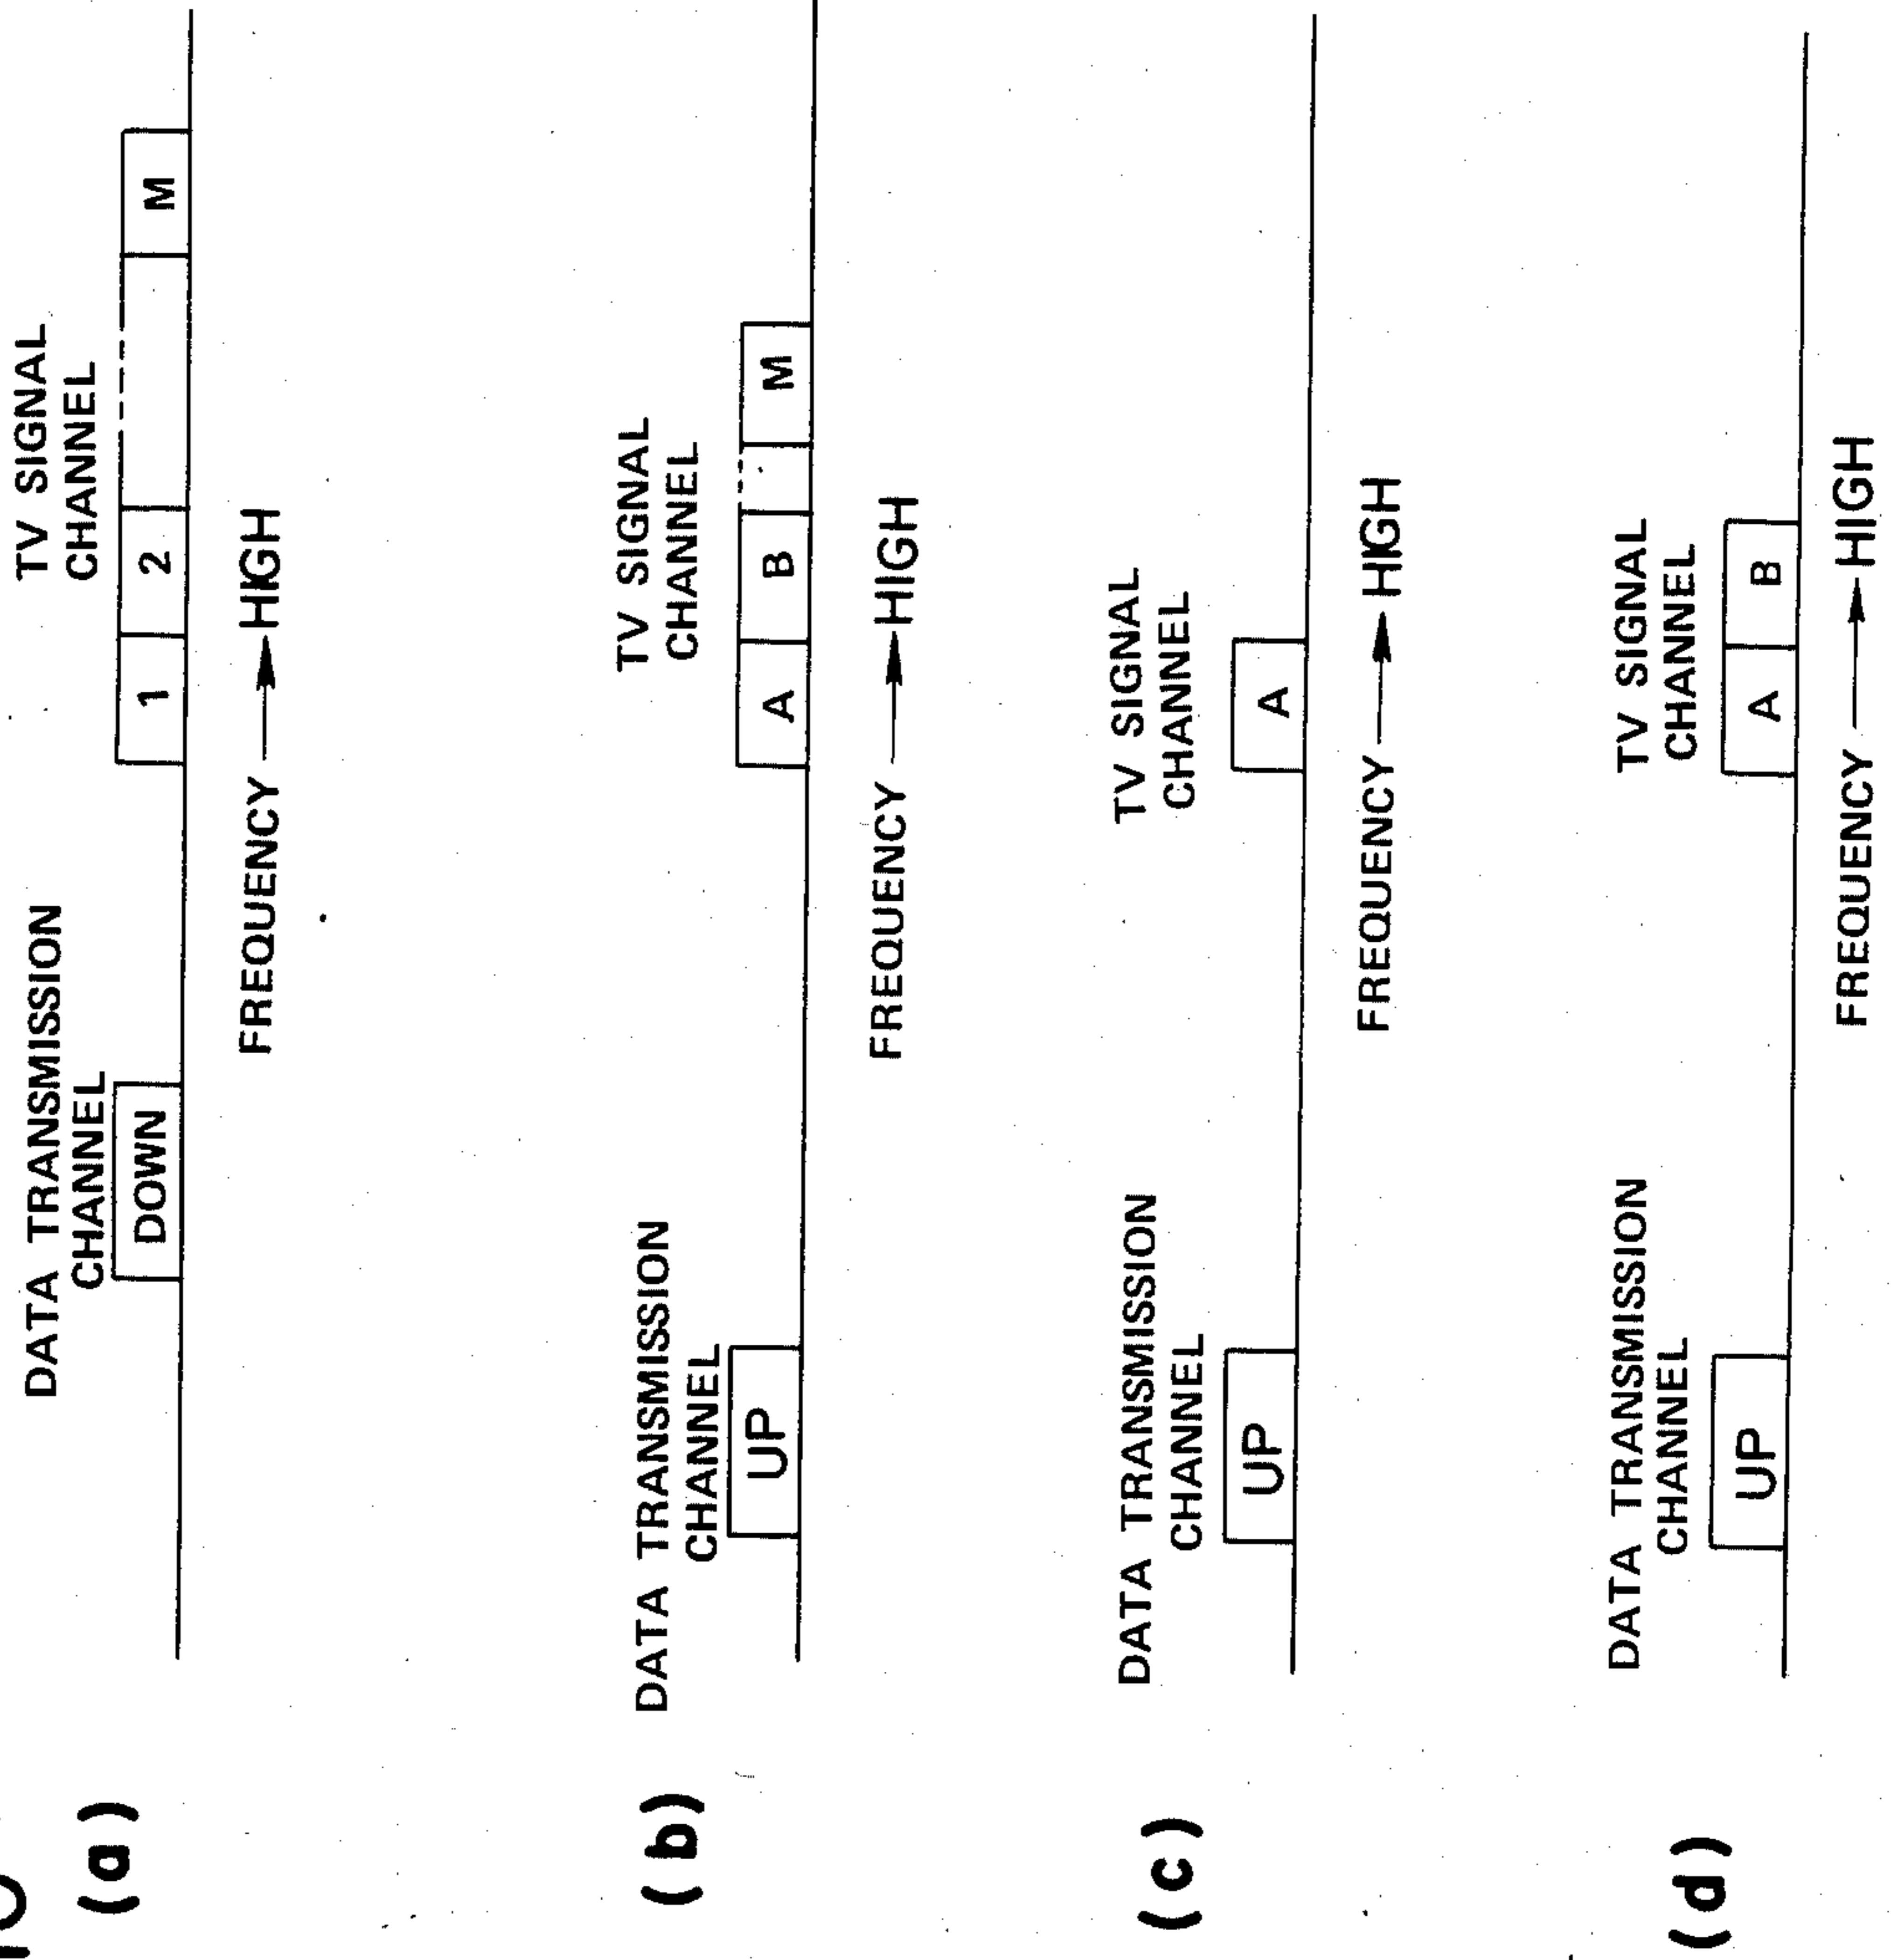 (a)
DATA TRANSMISSION
CHANNEL
TV SIGNAL
CHANNEL
DOWN
1
2
M
FREQUENCY
HIGH
(b)
DATA TRANSMISSION
CHANNEL
TV SIGNAL
CHANNEL
UP
A
B
M
FREQUENCY
HIGH
(c)
DATA TRANSMISSION
CHANNEL
TV SIGNAL
CHANNEL
UP
A
FREQUENCY
HIGH
(d)
DATA TRANSMISSION
CHANNEL
TV SIGNAL
CHANNEL
UP
A
B
FREQUENCY
HIGH